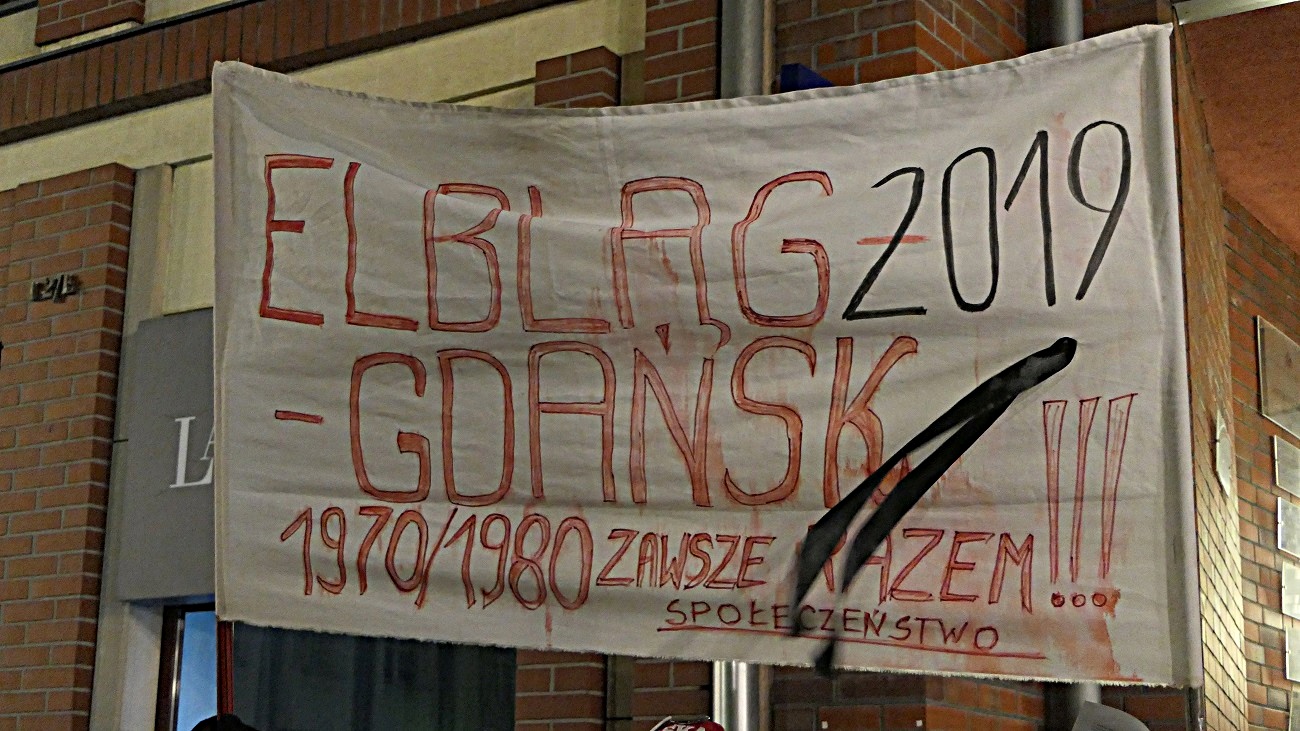 ELBLĄG 2019
- GDAŃSK !!!
1970/1980 ZAWSZE RAZEM
SPOŁECZEŃSTWO